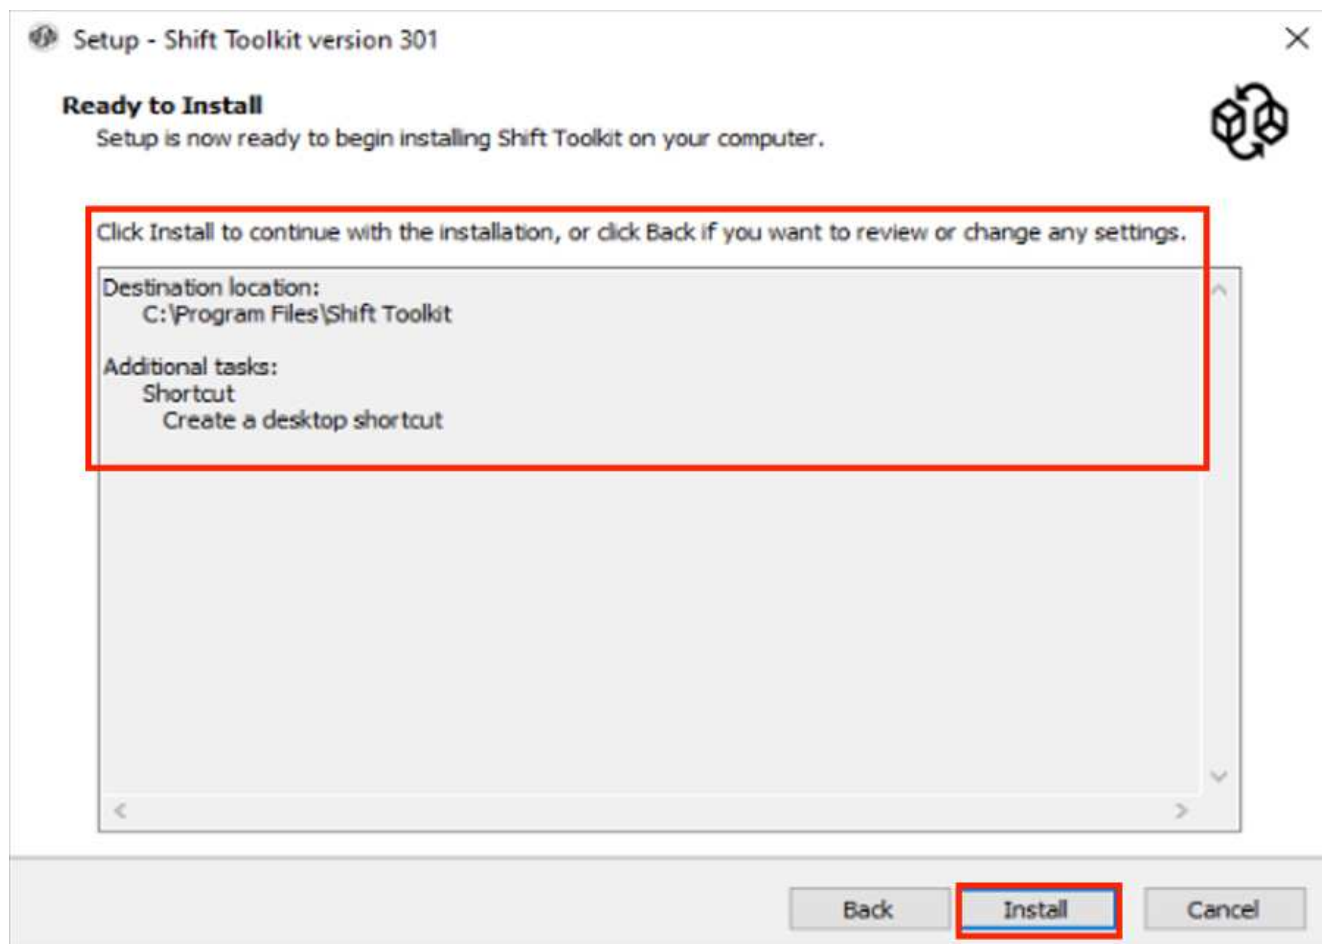 Setup - Shift Toolkit version 301
Ready to Install
Setup is now ready to begin installing Shift Toolkit on your computer.
Click Install to continue with the installation, or click Back if you want to review or change any settings.
Destination location:
C:\Program Files\Shift Toolkit
Additional tasks:
Shortcut
Create a desktop shortcut
Back
Install
Cancel